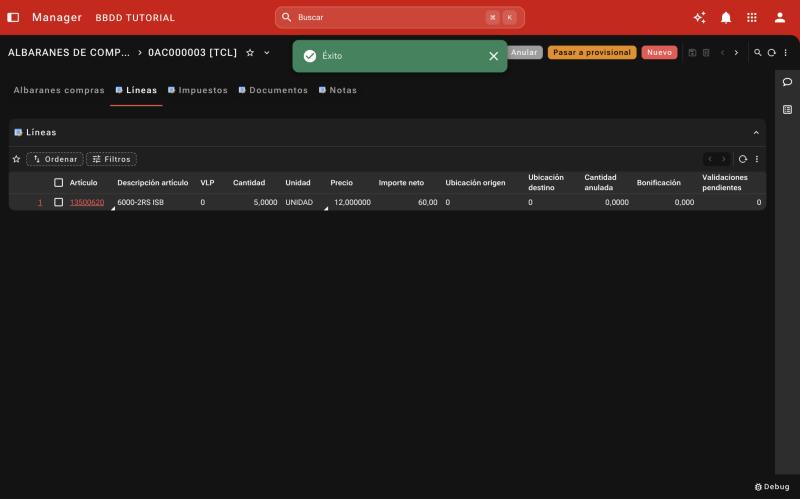 Manager
BBDD TUTORIAL
Buscar
⌘ K
ALBARANES DE COMP... > 0AC000003 [TCL]
Éxito
Anular
Pasar a provisional
Nuevo
Albaranes compras
Líneas
Impuestos
Documentos
Notas
Líneas
Ordenar
Filtros
Artículo Descripción artículo VLP Cantidad Unidad Precio Importe neto Ubicación origen Ubicación destino Cantidad anulada Bonificación Validaciones pendientes
1 13500620 6000-2RS ISB 0 5,0000 UNIDAD 12,000000 60,00 0 0 0,0000 0,000 0
Debug